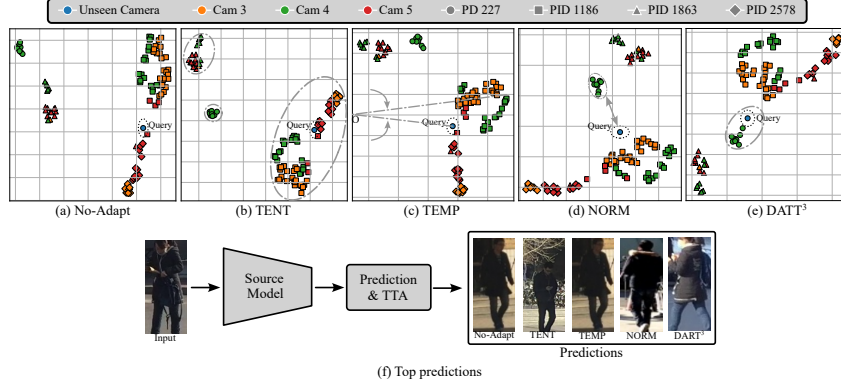 Unseen Camera Cam 3 Cam 4 Cam 5 PD 227 PID 1186 PID 1863 PID 2578
Query
Query
O
Query
Query
Query
(a) No-Adapt (b) TENT (c) TEMP (d) NORM (e) DATT³
Source
Model
Prediction
& TTA
Input
No-Adapt TENT TEMP NORM DART³
Predictions
(f) Top predictions